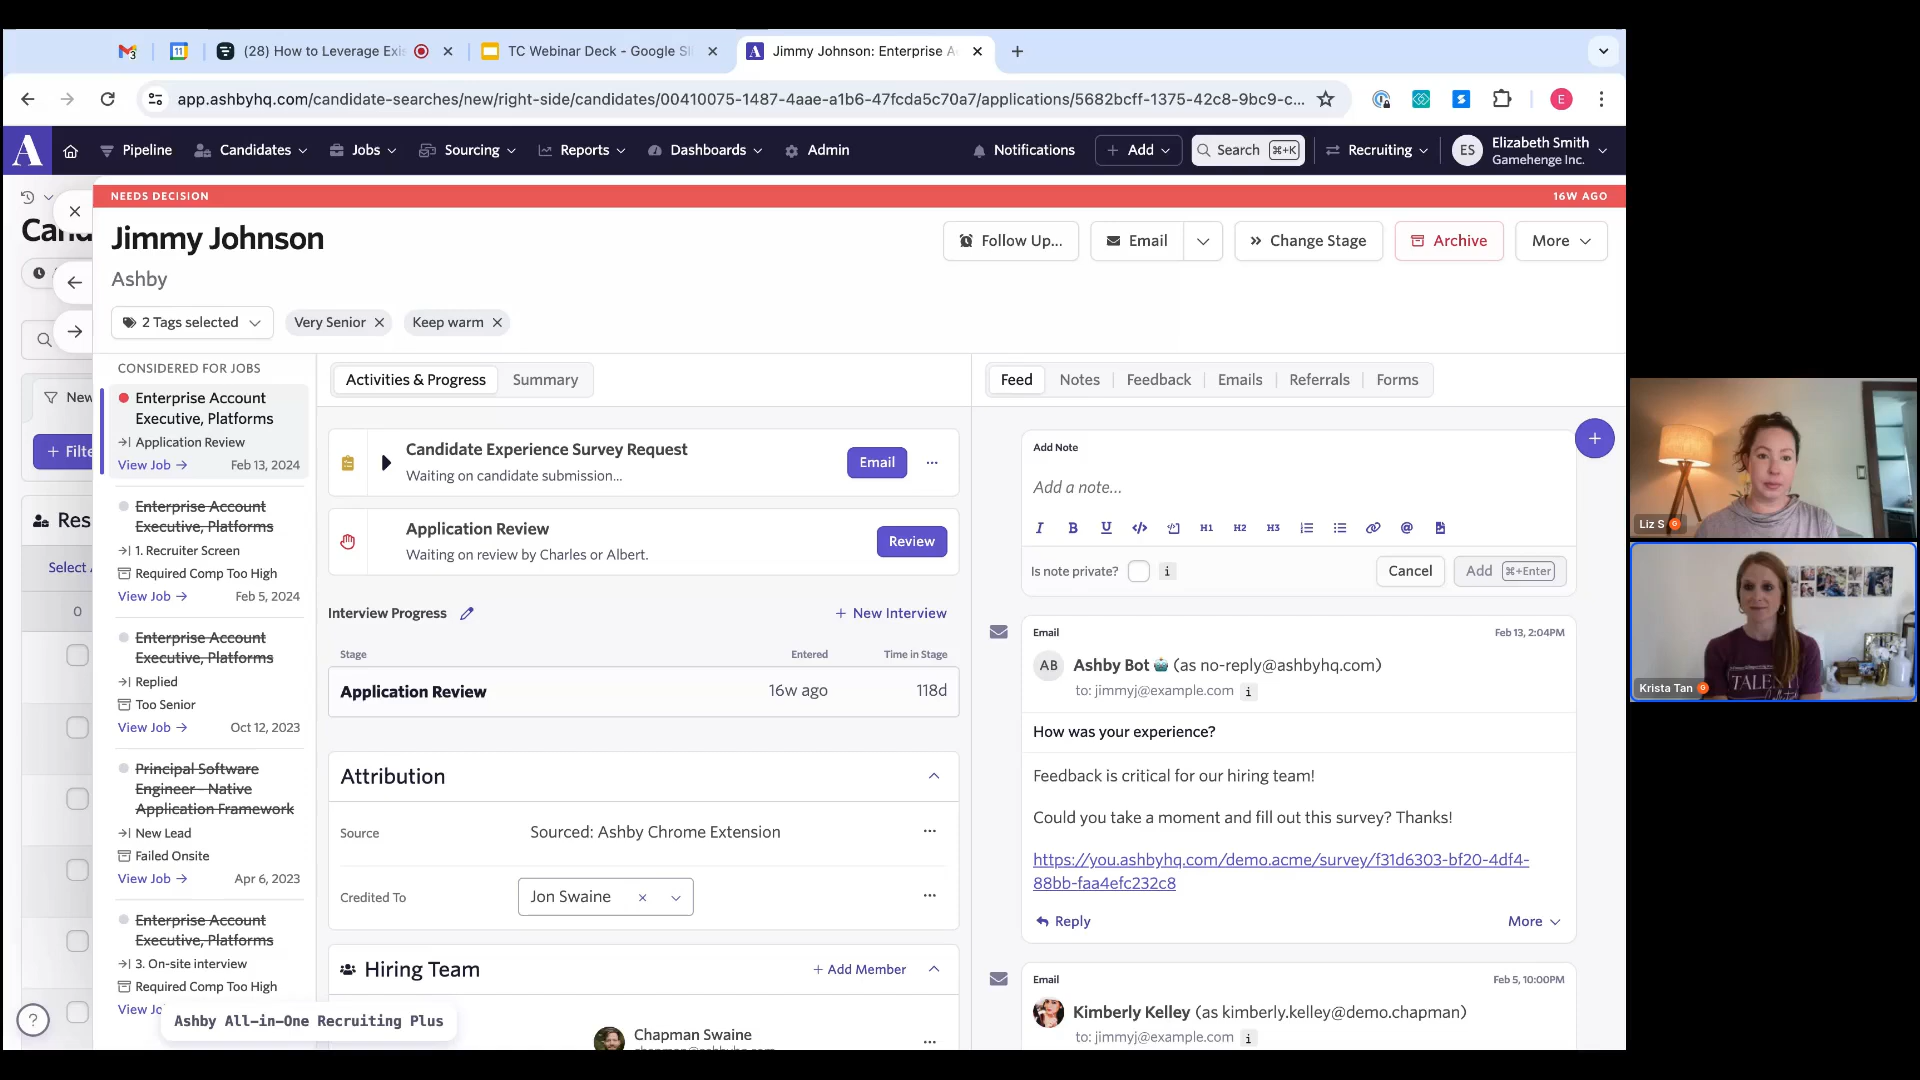 3
11
(28) How to Leverage Exi
TC Webinar Deck - Google Sl
A
Jimmy Johnson: Enterprise A
app.ashbyhq.com/candidate-searches/new/right-side/candidates/00410075-1487-4aae-a1b6-47fcda5c70a7/applications/5682bcff-1375-42c8-9bc9-c...
E
A
Pipeline
Candidates
Jobs
Sourcing
Reports
Dashboards
Admin
Notifications
+ Add
Search ⌘+K
Recruiting
ES
Elizabeth Smith
Gamehenge Inc.
NEEDS DECISION
16W AGO
Jimmy Johnson
Ashby
Follow Up...
Email
Change Stage
Archive
More
2 Tags selected
Very Senior
Keep warm
New
+ Filte
Res
Select
0
CONSIDERED FOR JOBS
Enterprise Account
Executive, Platforms
Application Review
View Job →
Feb 13, 2024
Enterprise Account
Executive, Platforms
1. Recruiter Screen
Required Comp Too High
View Job →
Feb 5, 2024
Enterprise Account
Executive, Platforms
Replied
Too Senior
View Job →
Oct 12, 2023
Principal Software
Engineer - Native
Application Framework
New Lead
Failed Onsite
View Job →
Apr 6, 2023
Enterprise Account
Executive, Platforms
3. On-site interview
Required Comp Too High
View Jo
?
Ashby All-in-One Recruiting Plus
Activities & Progress
Summary
Candidate Experience Survey Request
Waiting on candidate submission...
Email
Application Review
Waiting on review by Charles or Albert.
Review
Interview Progress
+ New Interview
Stage
Entered
Time in Stage
Application Review
16w ago
118d
Attribution
Source
Sourced: Ashby Chrome Extension
Credited To
Jon Swaine
Hiring Team
+ Add Member
Chapman Swaine
Feed
Notes
Feedback
Emails
Referrals
Forms
Add Note
Add a note...
I B U </> H1 H2 H3 @
Is note private?
i
Cancel
Add ⌘+Enter
Email
Feb 13, 2:04PM
AB
Ashby Bot (as no-reply@ashbyhq.com)
to: jimmyj@example.com i
How was your experience?
Feedback is critical for our hiring team!
Could you take a moment and fill out this survey? Thanks!
https://you.ashbyhq.com/demo.acme/survey/f31d6303-bf20-4df4-
88bb-faa4efc232c8
Reply
More
Email
Feb 5, 10:00PM
Kimberly Kelley (as kimberly.kelley@demo.chapman)
to: jimmyj@example.com i
Liz S
TALENT
Krista Tan